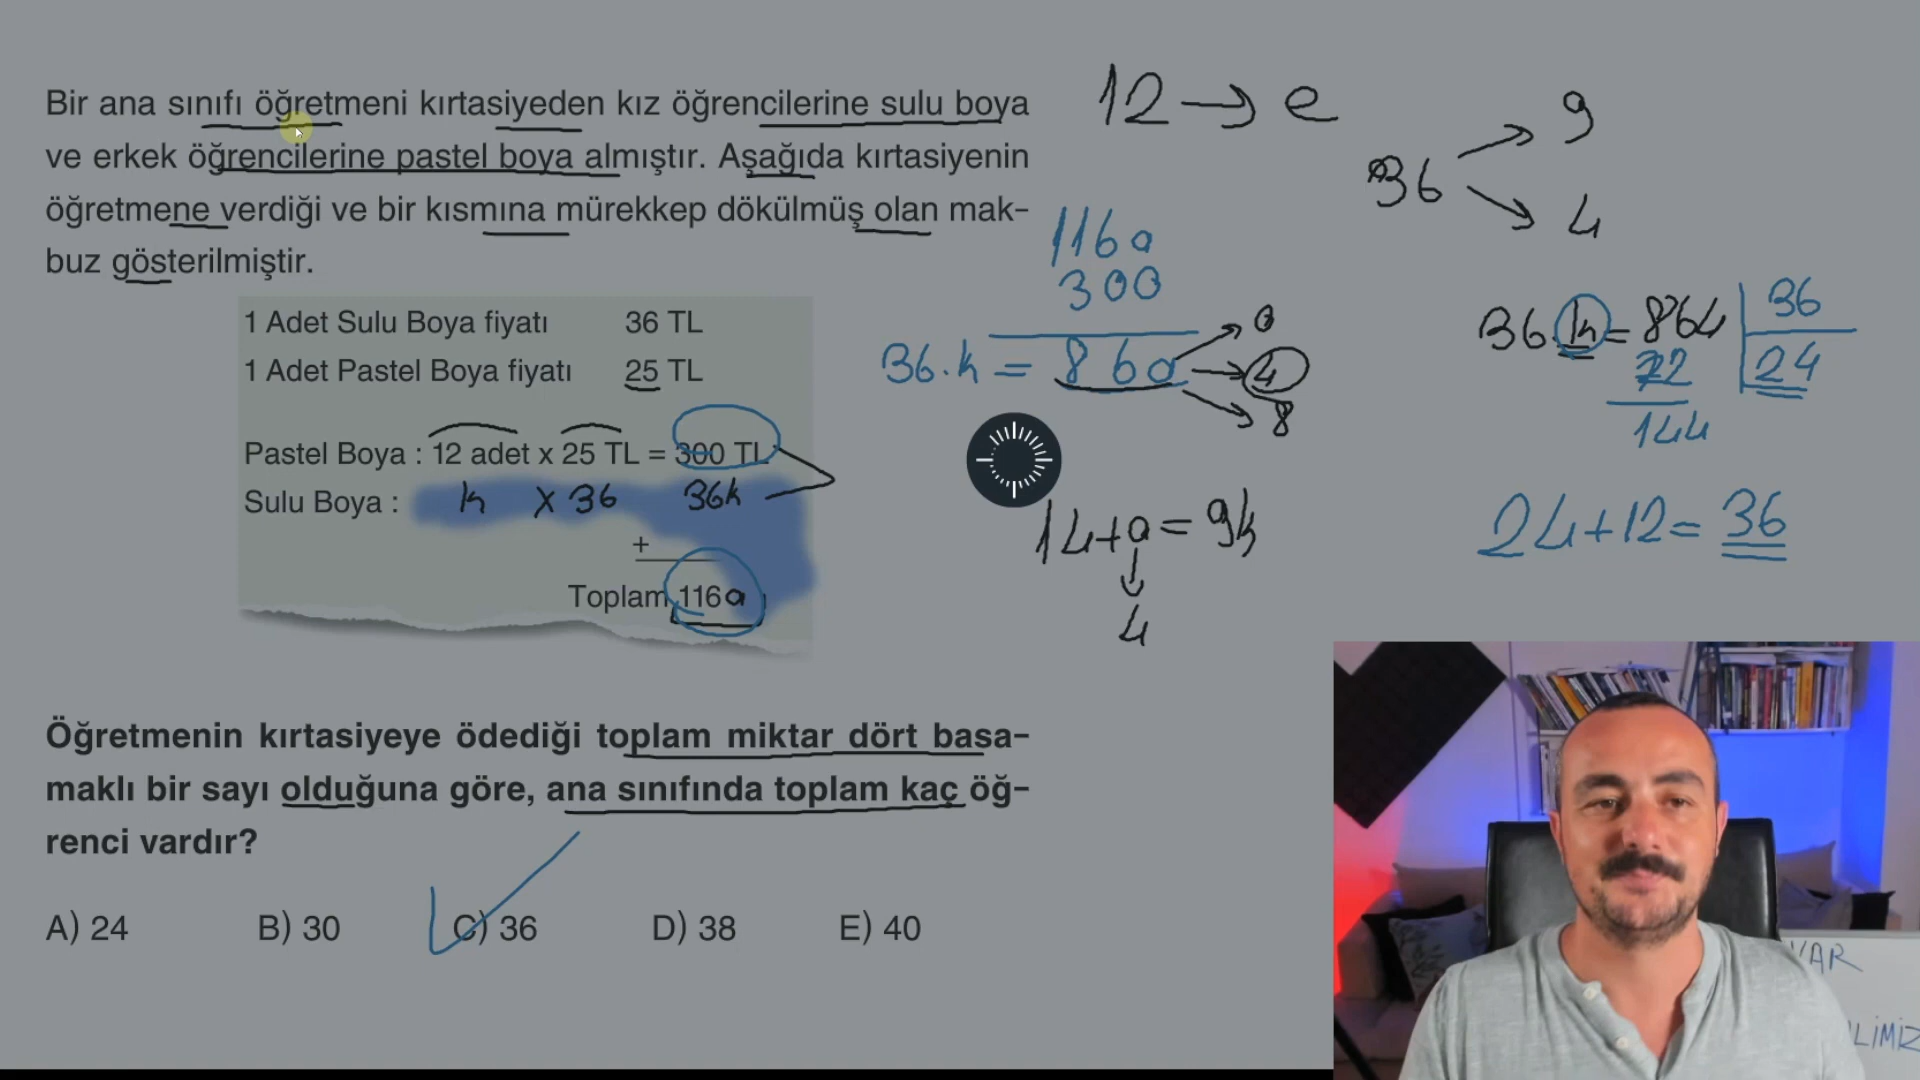 Bir ana sınıfı öğretmeni kırtasiyeden kız öğrencilerine sulu boya
ve erkek öğrencilerine pastel boya almıştır. Aşağıda kırtasiyenin
öğretmene verdiği ve bir kısmına mürekkep dökülmüş olan mak-
buz gösterilmiştir.
1 Adet Sulu Boya fiyatı 36 TL
1 Adet Pastel Boya fiyatı 25 TL
Pastel Boya : 12 adet x 25 TL = 300 TL
Sulu Boya : k x 36 36k
+
Toplam 116a
Öğretmenin kırtasiyeye ödediği toplam miktar dört basa-
maklı bir sayı olduğuna göre, ana sınıfında toplam kaç öğ-
renci vardır?
A) 24 B) 30 C) 36 D) 38 E) 40
12 → e
36 → 9
→ 4
116a
300
36.k = 86a → 0
→ 4
→ 8
14+a = 9k
↓
4
36.k = 864 | 36
72 24
144
24+12 = 36
VAR
LİMİZ